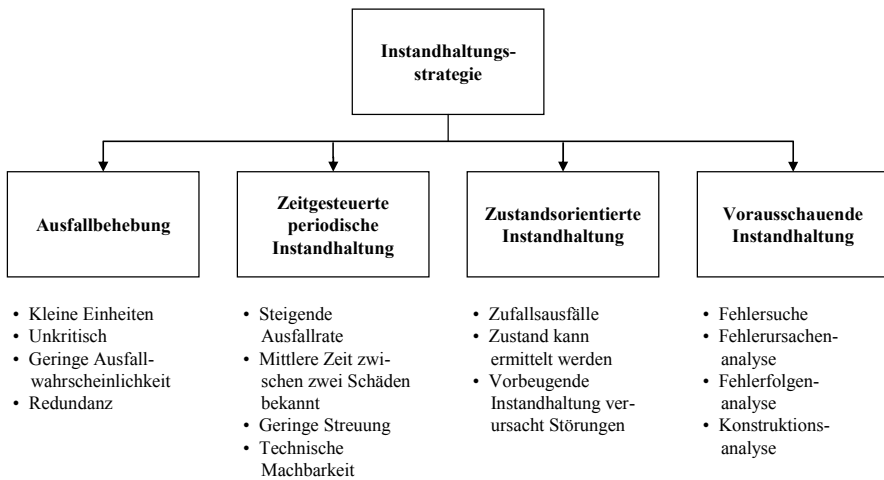 Instandhaltungs-
strategie
Ausfallbehebung
Zeitgesteuerte
periodische
Instandhaltung
Zustandsorientierte
Instandhaltung
Vorausschauende
Instandhaltung
• Kleine Einheiten
• Unkritisch
• Geringe Ausfall-
wahrscheinlichkeit
• Redundanz
• Steigende
Ausfallrate
• Mittlere Zeit zwi-
schen zwei Schäden
bekannt
• Geringe Streuung
• Technische
Machbarkeit
• Zufallsausfälle
• Zustand kann
ermittelt werden
• Vorbeugende
Instandhaltung ver-
ursacht Störungen
• Fehlersuche
• Fehlerursachen-
analyse
• Fehlerfolgen-
analyse
• Konstruktions-
analyse